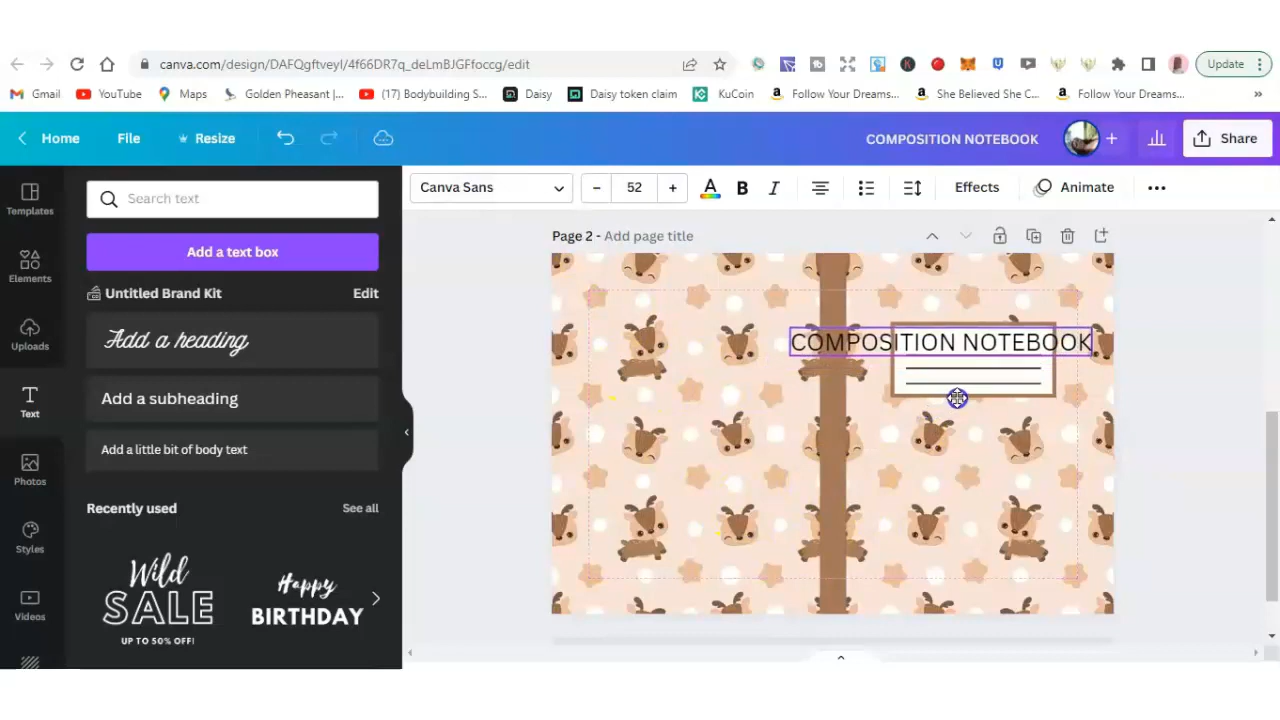 canva.com/design/DAFQgftveyI/4f66DR7q_deLmBJGFfoccg/edit
Update
Gmail
YouTube
Maps
Golden Pheasant |...
(17) Bodybuilding S...
Daisy
Daisy token claim
KuCoin
Follow Your Dreams...
She Believed She C...
Follow Your Dreams...
»
Home
File
Resize
COMPOSITION NOTEBOOK
+
Share
Templates
Elements
Uploads
Text
Photos
Styles
Videos
Search text
Add a text box
Untitled Brand Kit
Edit
Add a heading
Add a subheading
Add a little bit of body text
Recently used
See all
Wild
SALE
UP TO 50% OFF!
Happy
BIRTHDAY
Canva Sans
– 52 +
A B I
Effects
Animate
Page 2 - Add page title
COMPOSITION NOTEBOOK